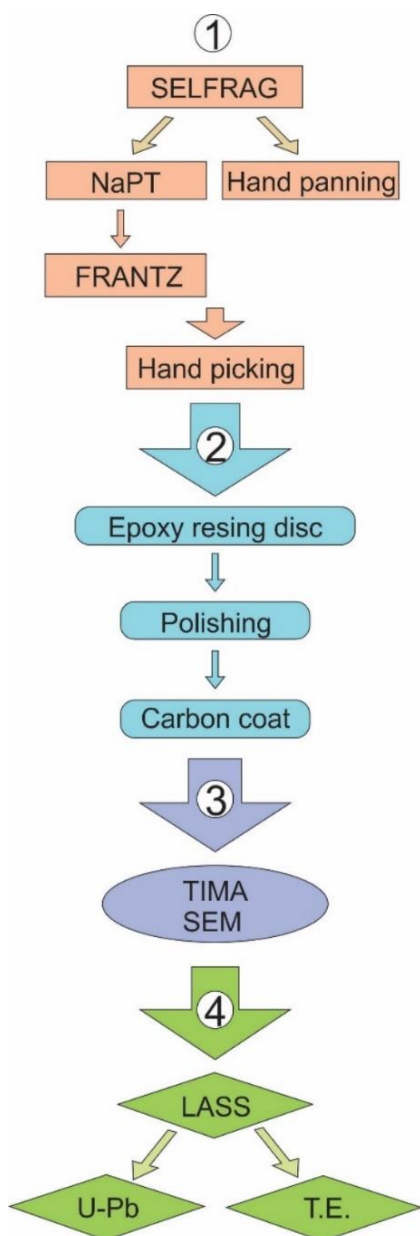 1
SELFRAG
NaPT
Hand panning
FRANTZ
Hand picking
2
Epoxy resing disc
Polishing
Carbon coat
3
TIMA
SEM
4
LASS
U-Pb
T.E.